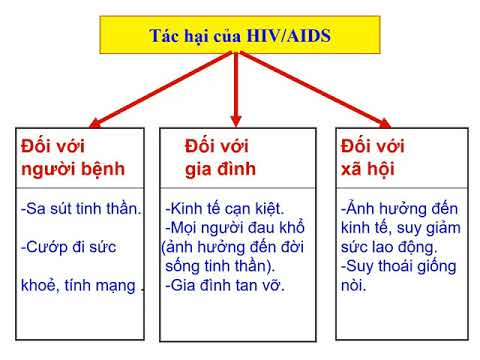 Tác hại của HIV/AIDS
Đối với
người bệnh
-Sa sút tinh thần.
-Cướp đi sức
khoẻ, tính mạng .
Đối với
gia đình
-Kinh tế cạn kiệt.
-Mọi người đau khổ
(ảnh hưởng đến đời
sống tinh thần).
-Gia đình tan vỡ.
Đối với
xã hội
-Ảnh hưởng đến
kinh tế, suy giảm
sức lao động.
-Suy thoái giống
nòi.